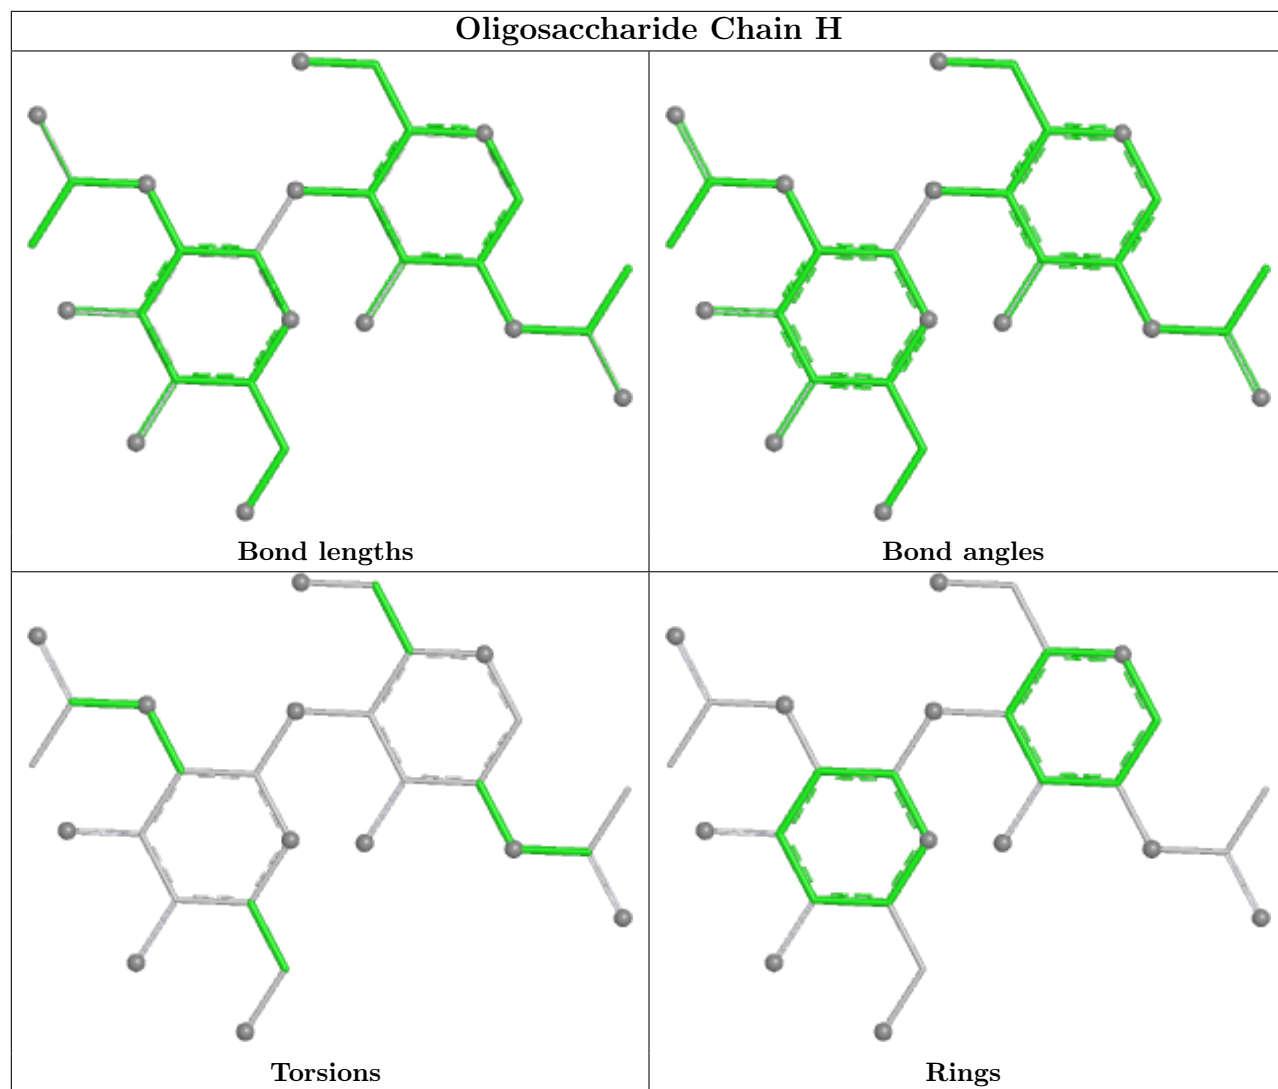 Oligosaccharide Chain H
Bond lengths
Bond angles
Torsions
Rings